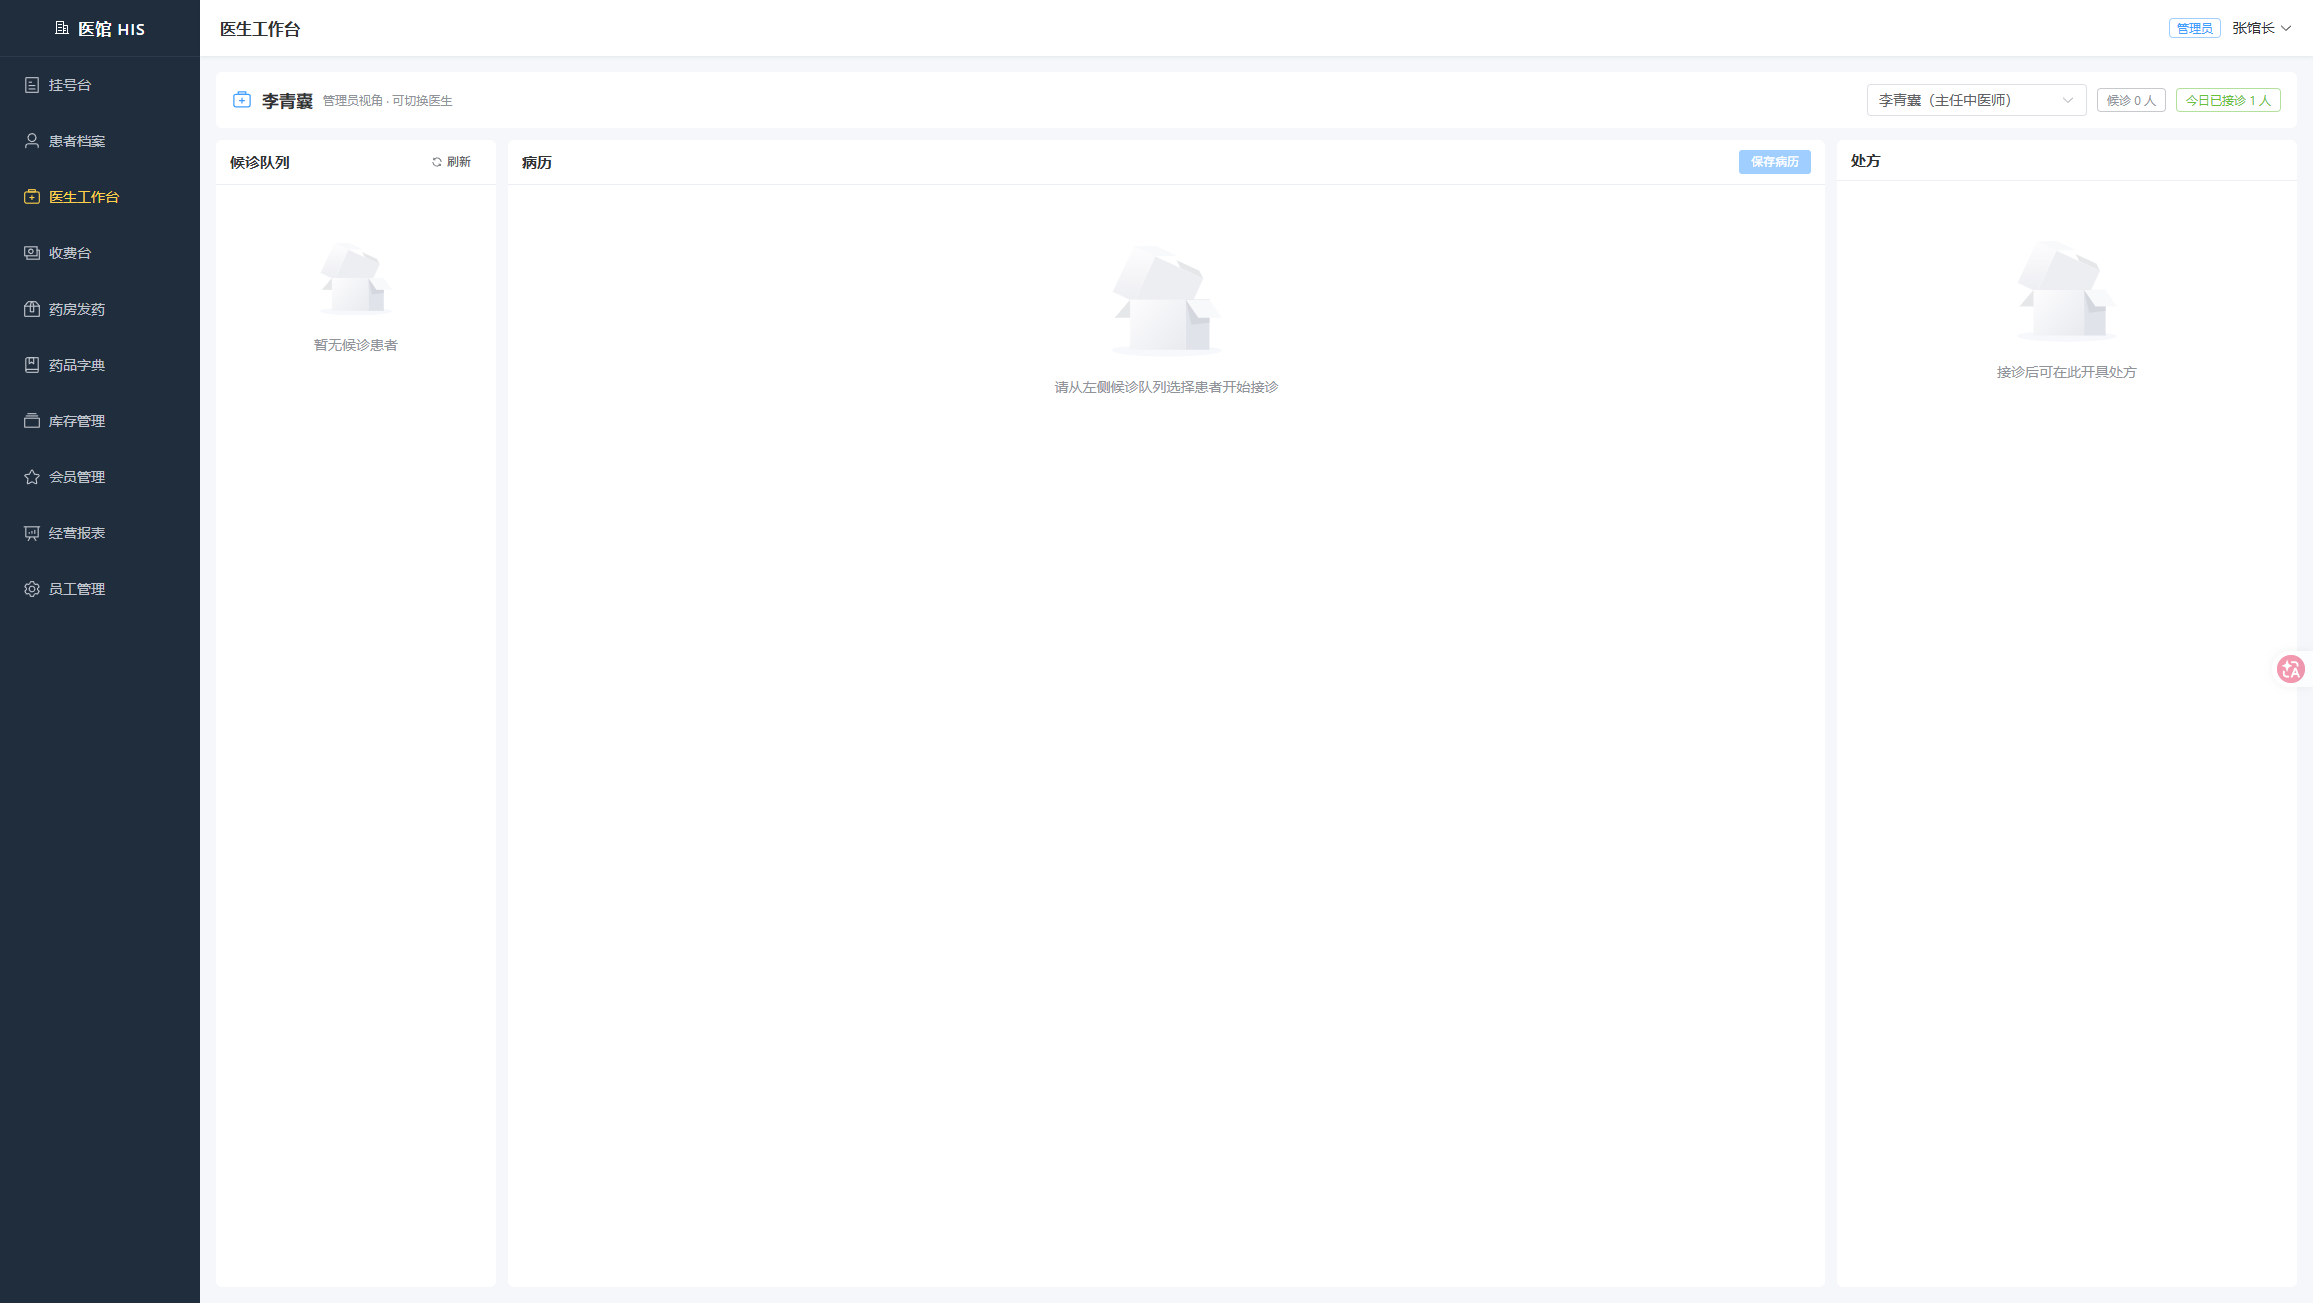 医馆 HIS
挂号台
患者档案
医生工作台
收费台
药房发药
药品字典
库存管理
会员管理
经营报表
员工管理
医生工作台
管理员 张馆长
李青囊 管理员视角 · 可切换医生
李青囊（主任中医师） 候诊 0 人 今日已接诊 1 人
候诊队列 刷新
暂无候诊患者
病历 保存病历
请从左侧候诊队列选择患者开始接诊
处方
接诊后可在此开具处方